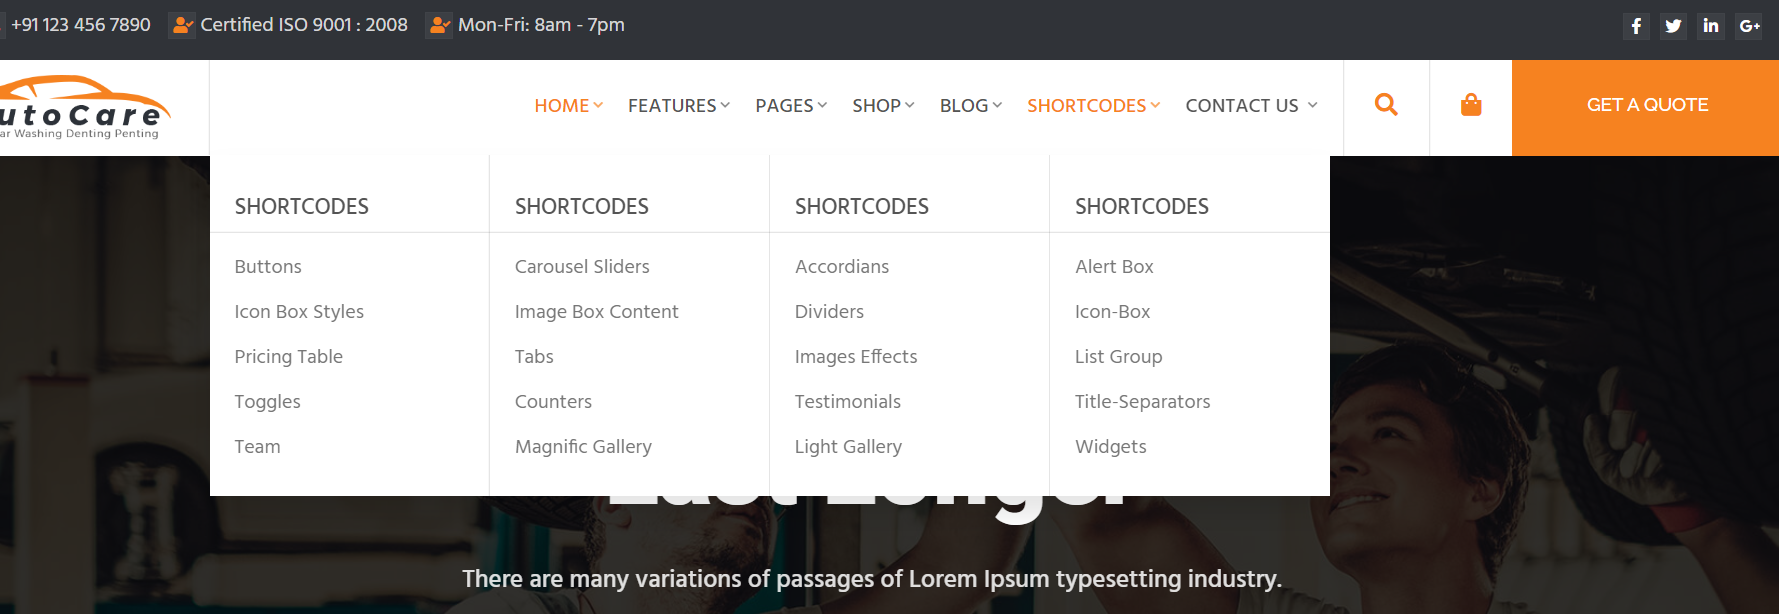 +91 123 456 7890 Certified ISO 9001 : 2008 Mon-Fri: 8am - 7pm G+
utoCare
ar Washing Denting Penting
HOME FEATURES PAGES SHOP BLOG SHORTCODES CONTACT US GET A QUOTE
SHORTCODES SHORTCODES SHORTCODES SHORTCODES
Buttons Carousel Sliders Accordians Alert Box
Icon Box Styles Image Box Content Dividers Icon-Box
Pricing Table Tabs Images Effects List Group
Toggles Counters Testimonials Title-Separators
Team Magnific Gallery Light Gallery Widgets
Last Longer
There are many variations of passages of Lorem Ipsum typesetting industry.